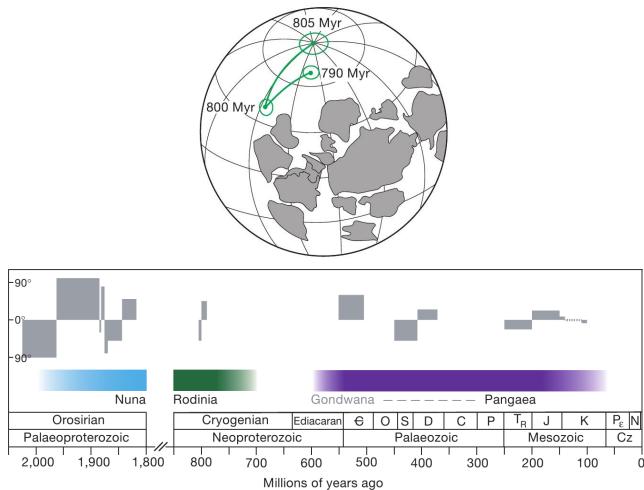 805 Myr
790 Myr
800 Myr
90°
0°
90°
Nuna Rodinia Gondwana Pangaea
Orosirian Cryogenian Ediacaran Ꞓ O S D C P TR J K Pε N
Palaeoproterozoic Neoproterozoic Palaeozoic Mesozoic Cz
2,000 1,900 1,800 800 700 600 500 400 300 200 100 0
Millions of years ago